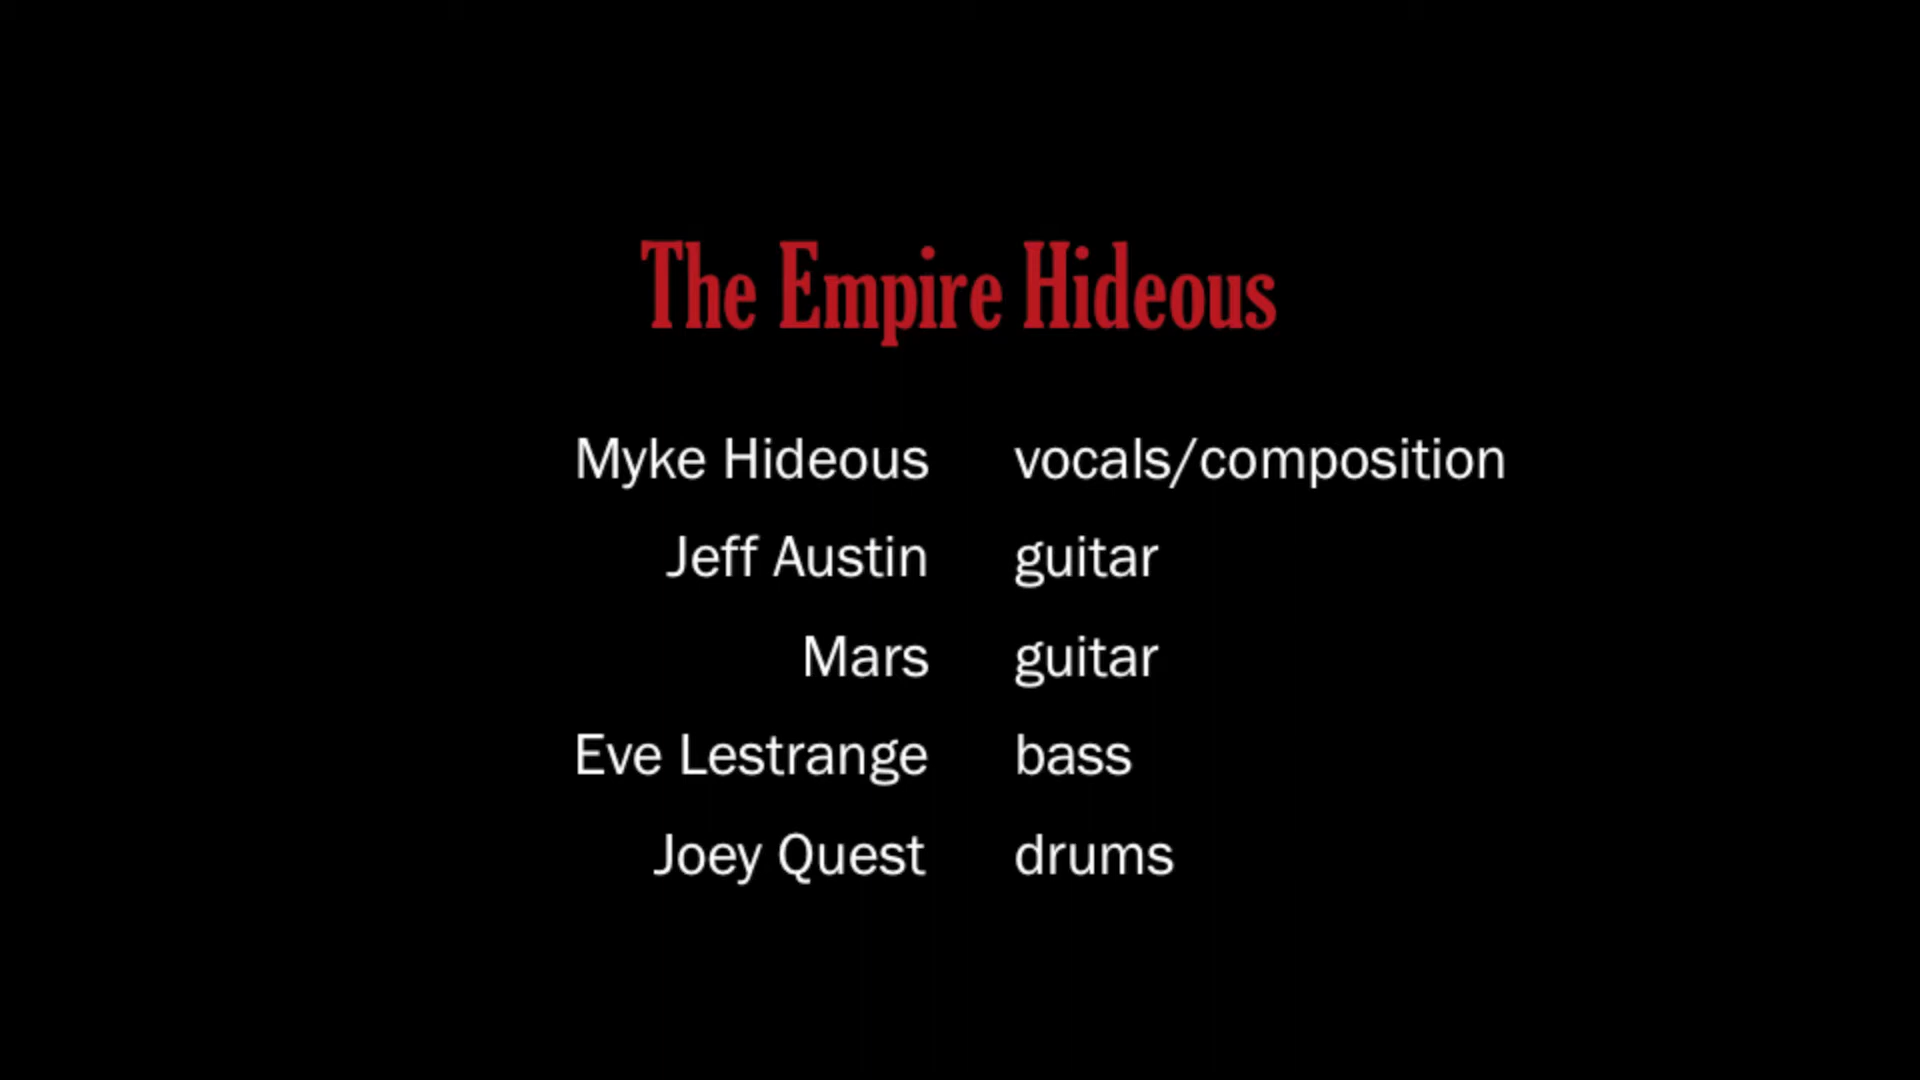 The Empire Hideous
Myke Hideous vocals/composition
Jeff Austin guitar
Mars guitar
Eve Lestrange bass
Joey Quest drums